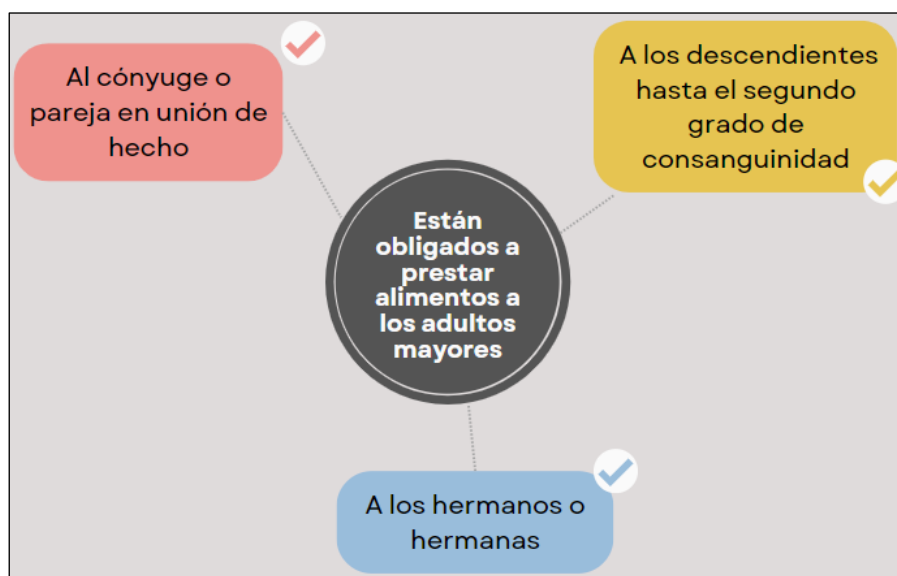 Al cónyuge o
pareja en unión de
hecho
A los descendientes
hasta el segundo
grado de
consanguinidad
Están
obligados a
prestar
alimentos a
los adultos
mayores
A los hermanos o
hermanas